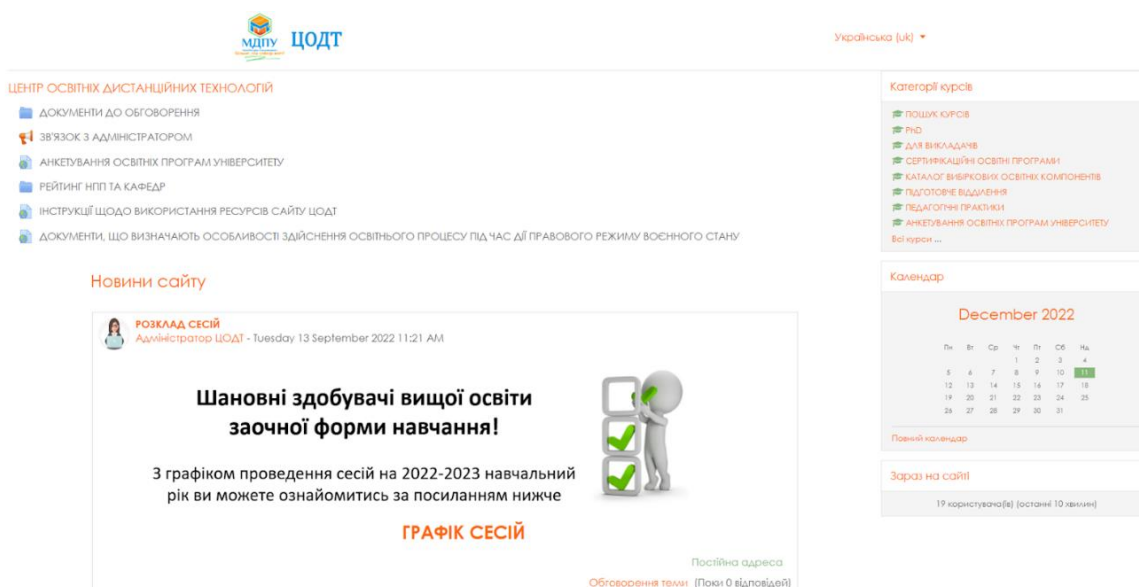 МДПУ ЦОДТ
Українська (uk)
ЦЕНТР ОСВІТНІХ ДИСТАНЦІЙНИХ ТЕХНОЛОГІЙ
ДОКУМЕНТИ ДО ОБГОВОРЕННЯ
ЗВ'ЯЗОК З АДМІНІСТРАТОРОМ
АНКЕТУВАННЯ ОСВІТНІХ ПРОГРАМ УНІВЕРСИТЕТУ
РЕЙТИНГ НПП ТА КАФЕДР
ІНСТРУКЦІЇ ЩОДО ВИКОРИСТАННЯ РЕСУРСІВ САЙТУ ЦОДТ
ДОКУМЕНТИ, ЩО ВИЗНАЧАЮТЬ ОСОБЛИВОСТІ ЗДІЙСНЕННЯ ОСВІТНЬОГО ПРОЦЕСУ ПІД ЧАС ДІЇ ПРАВОВОГО РЕЖИМУ ВОЄННОГО СТАНУ
Новини сайту
РОЗКЛАД СЕСІЙ
Адміністратор ЦОДТ - Tuesday 13 September 2022 11:21 AM
Шановні здобувачі вищої освіти
заочної форми навчання!
З графіком проведення сесій на 2022-2023 навчальний
рік ви можете ознайомитись за посиланням нижче
ГРАФІК СЕСІЙ
Постійна адреса
Обговорення теми (Поки 0 відповідей)
Категорії курсів
ПОШУК КУРСІВ
PhD
ДЛЯ ВИКЛАДАЧІВ
СЕРТИФІКАЦІЙНІ ОСВІТНІ ПРОГРАМИ
КАТАЛОГ ВИБІРКОВИХ ОСВІТНІХ КОМПОНЕНТІВ
ПІДГОТОВЧЕ ВІДДІЛЕННЯ
ПЕДАГОГІЧНІ ПРАКТИКИ
АНКЕТУВАННЯ ОСВІТНІХ ПРОГРАМ УНІВЕРСИТЕТУ
Всі курси ...
Календар
December 2022
Пн Вт Ср Чт Пт Сб Нд
1 2 3 4
5 6 7 8 9 10 11
12 13 14 15 16 17 18
19 20 21 22 23 24 25
26 27 28 29 30 31
Повний календар
Зараз на сайті
19 користувача(ів) (останні 10 хвилин)